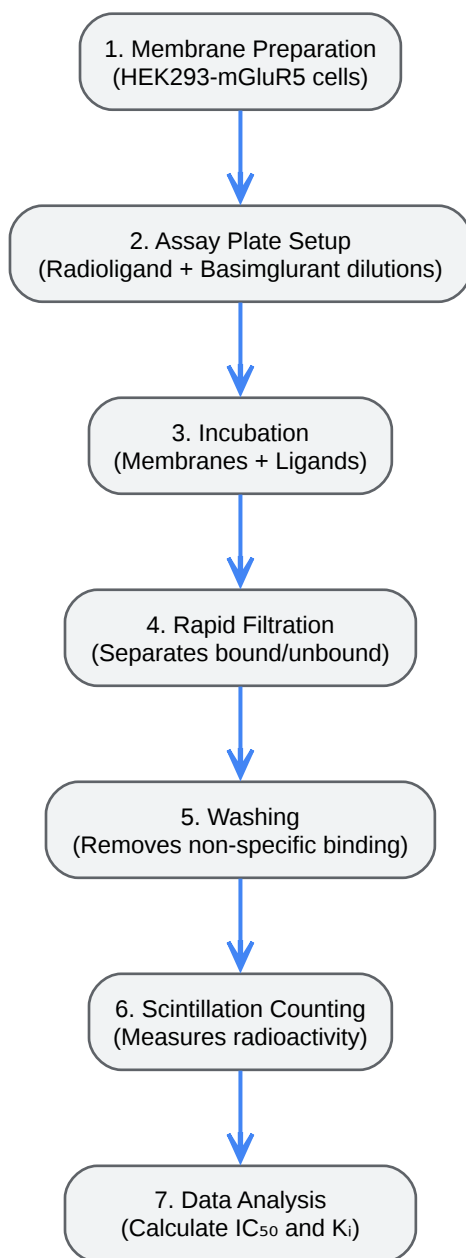 1. Membrane Preparation
(HEK293-mGluR5 cells)
2. Assay Plate Setup
(Radioligand + Basimglurant dilutions)
3. Incubation
(Membranes + Ligands)
4. Rapid Filtration
(Separates bound/unbound)
5. Washing
(Removes non-specific binding)
6. Scintillation Counting
(Measures radioactivity)
7. Data Analysis
(Calculate IC₅₀ and Kᵢ)